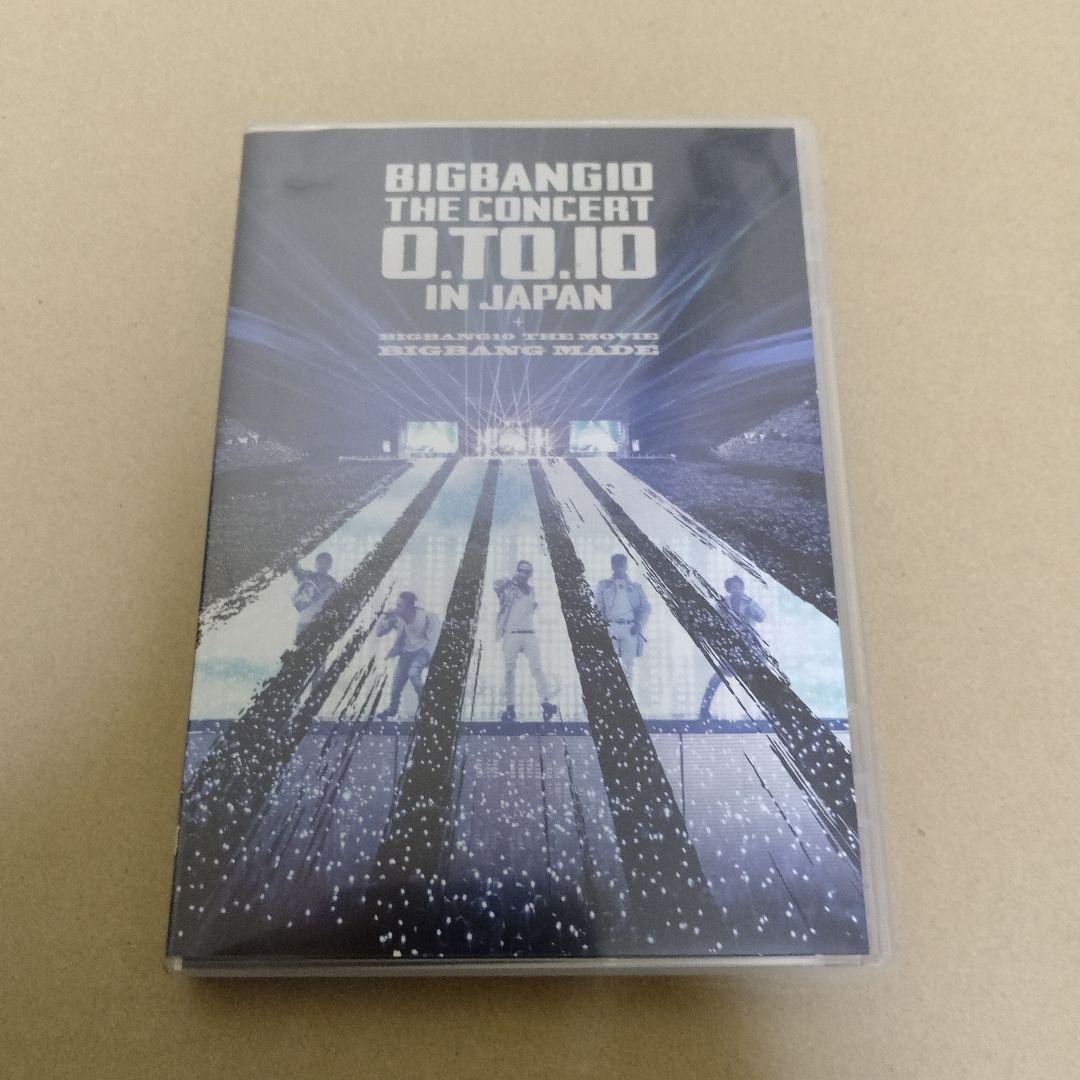 BIGBANG10
THE CONCERT
0.TO.10
IN JAPAN
+
BIGBANG10 THE MOVIE
BIGBANG MADE